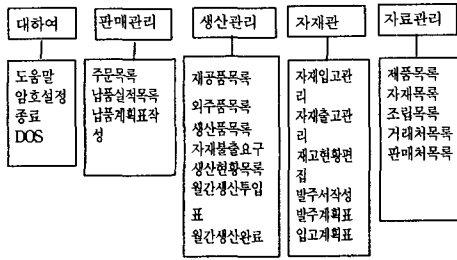 대하여
도움말
암호설정
종료
DOS
판매관리
주문목록
납품실적목록
납품계획표작
성
생산관리
재공품목록
외주품목록
생산품목록
자재불출요구
생산현황목록
월간생산투입
표
월간생산완료
자재관
자재입고관
리
자재출고관
리
재고현황편
집
발주서작성
발주계획표
입고계획표
자료관리
제품목록
자재목록
조립목록
거래처목록
판매처목록